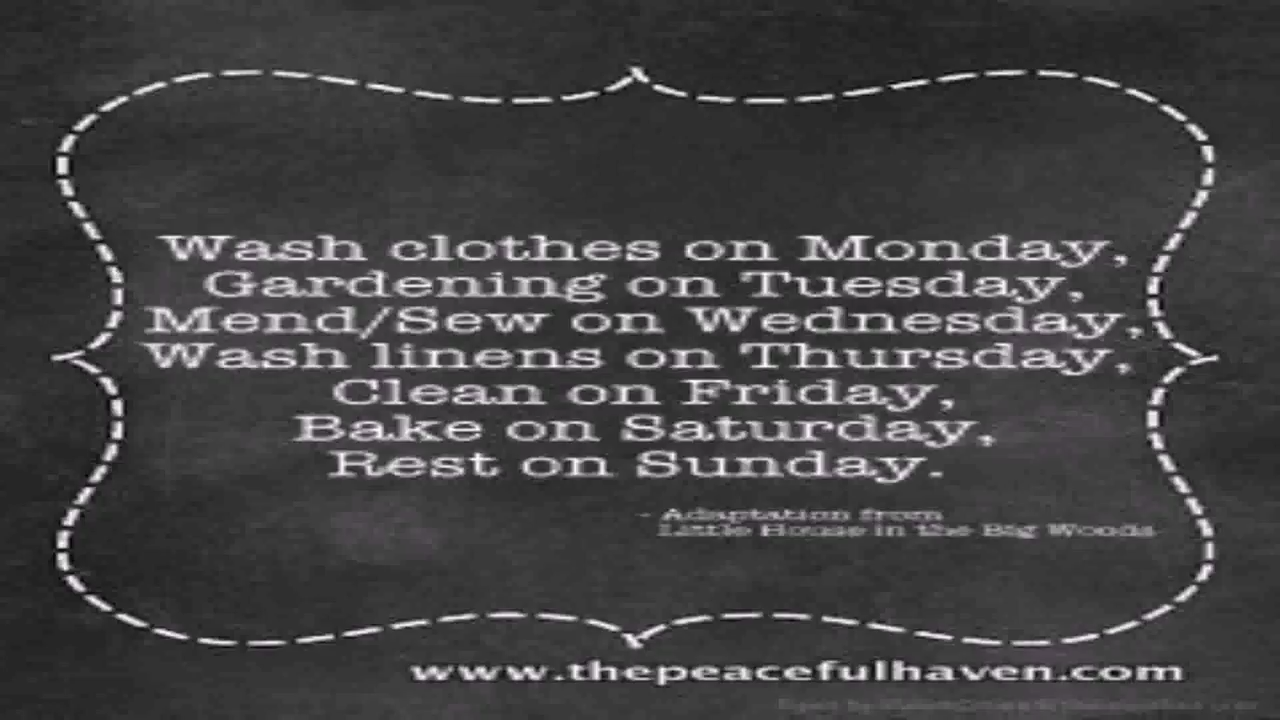 Wash clothes on Monday,
Gardening on Tuesday,
Mend/Sew on Wednesday,
Wash linens on Thursday,
Clean on Friday,
Bake on Saturday,
Rest on Sunday.
- Adaptation from
Little House in the Big Woods
www.thepeacefulhaven.com